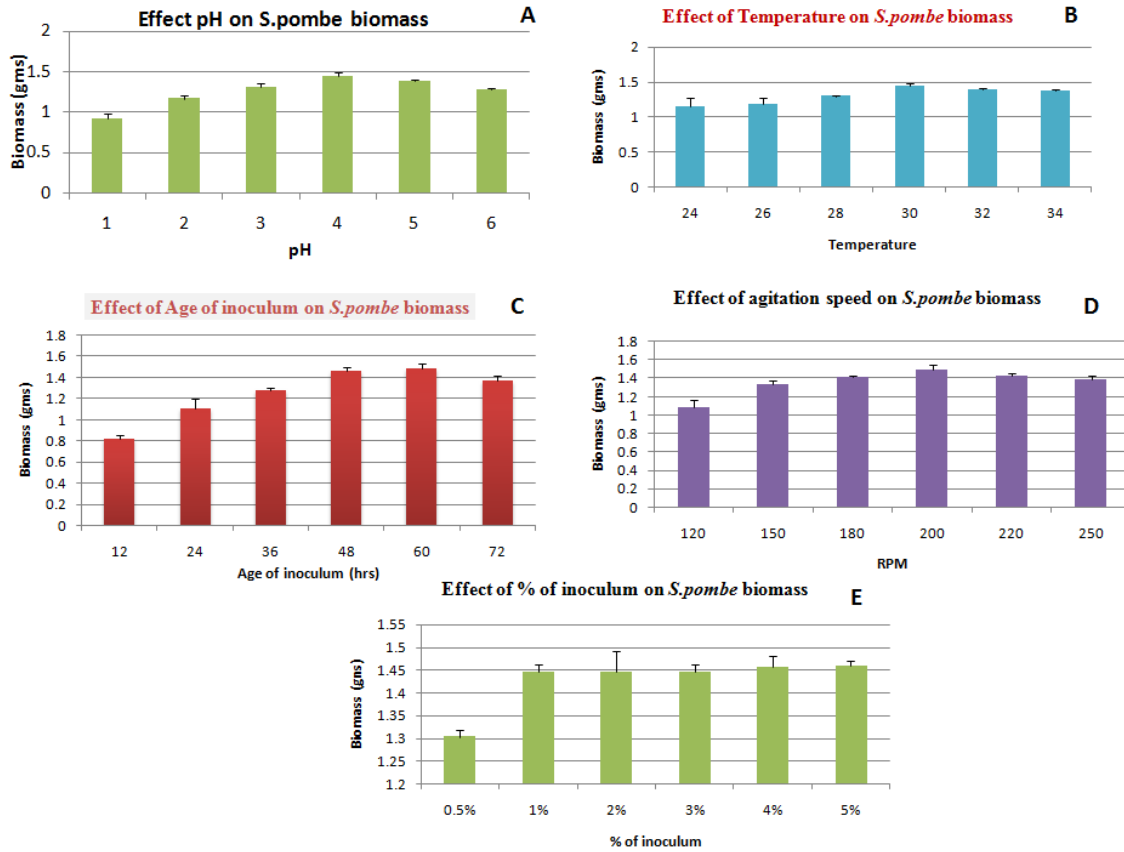 Effect pH on S.pombe biomass
A
2
1.5
1
0.5
0
Biomass (gms)
1 2 3 4 5 6
pH
Effect of Temperature on S.pombe biomass
B
2
1.5
1
0.5
0
Biomass (gms)
24 26 28 30 32 34
Temperature
Effect of Age of inoculum on S.pombe biomass
C
1.8
1.6
1.4
1.2
1
0.8
0.6
0.4
0.2
0
Biomass (gms)
12 24 36 48 60 72
Age of inoculum (hrs)
Effect of agitation speed on S.pombe biomass
D
1.8
1.6
1.4
1.2
1
0.8
0.6
0.4
0.2
0
Biomass (gms)
120 150 180 200 220 250
RPM
Effect of % of inoculum on S.pombe biomass
E
1.55
1.5
1.45
1.4
1.35
1.3
1.25
1.2
Biomass (gns)
0.5% 1% 2% 3% 4% 5%
% of inoculum